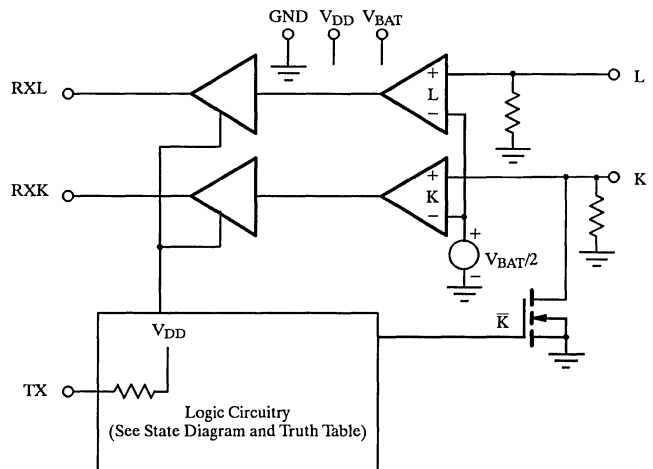 GND V_DD V_BAT
RXL
+
L
−
L
RXK
+
K
−
K
+
V_BAT/2
−
K̅
V_DD
TX
Logic Circuitry
(See State Diagram and Truth Table)